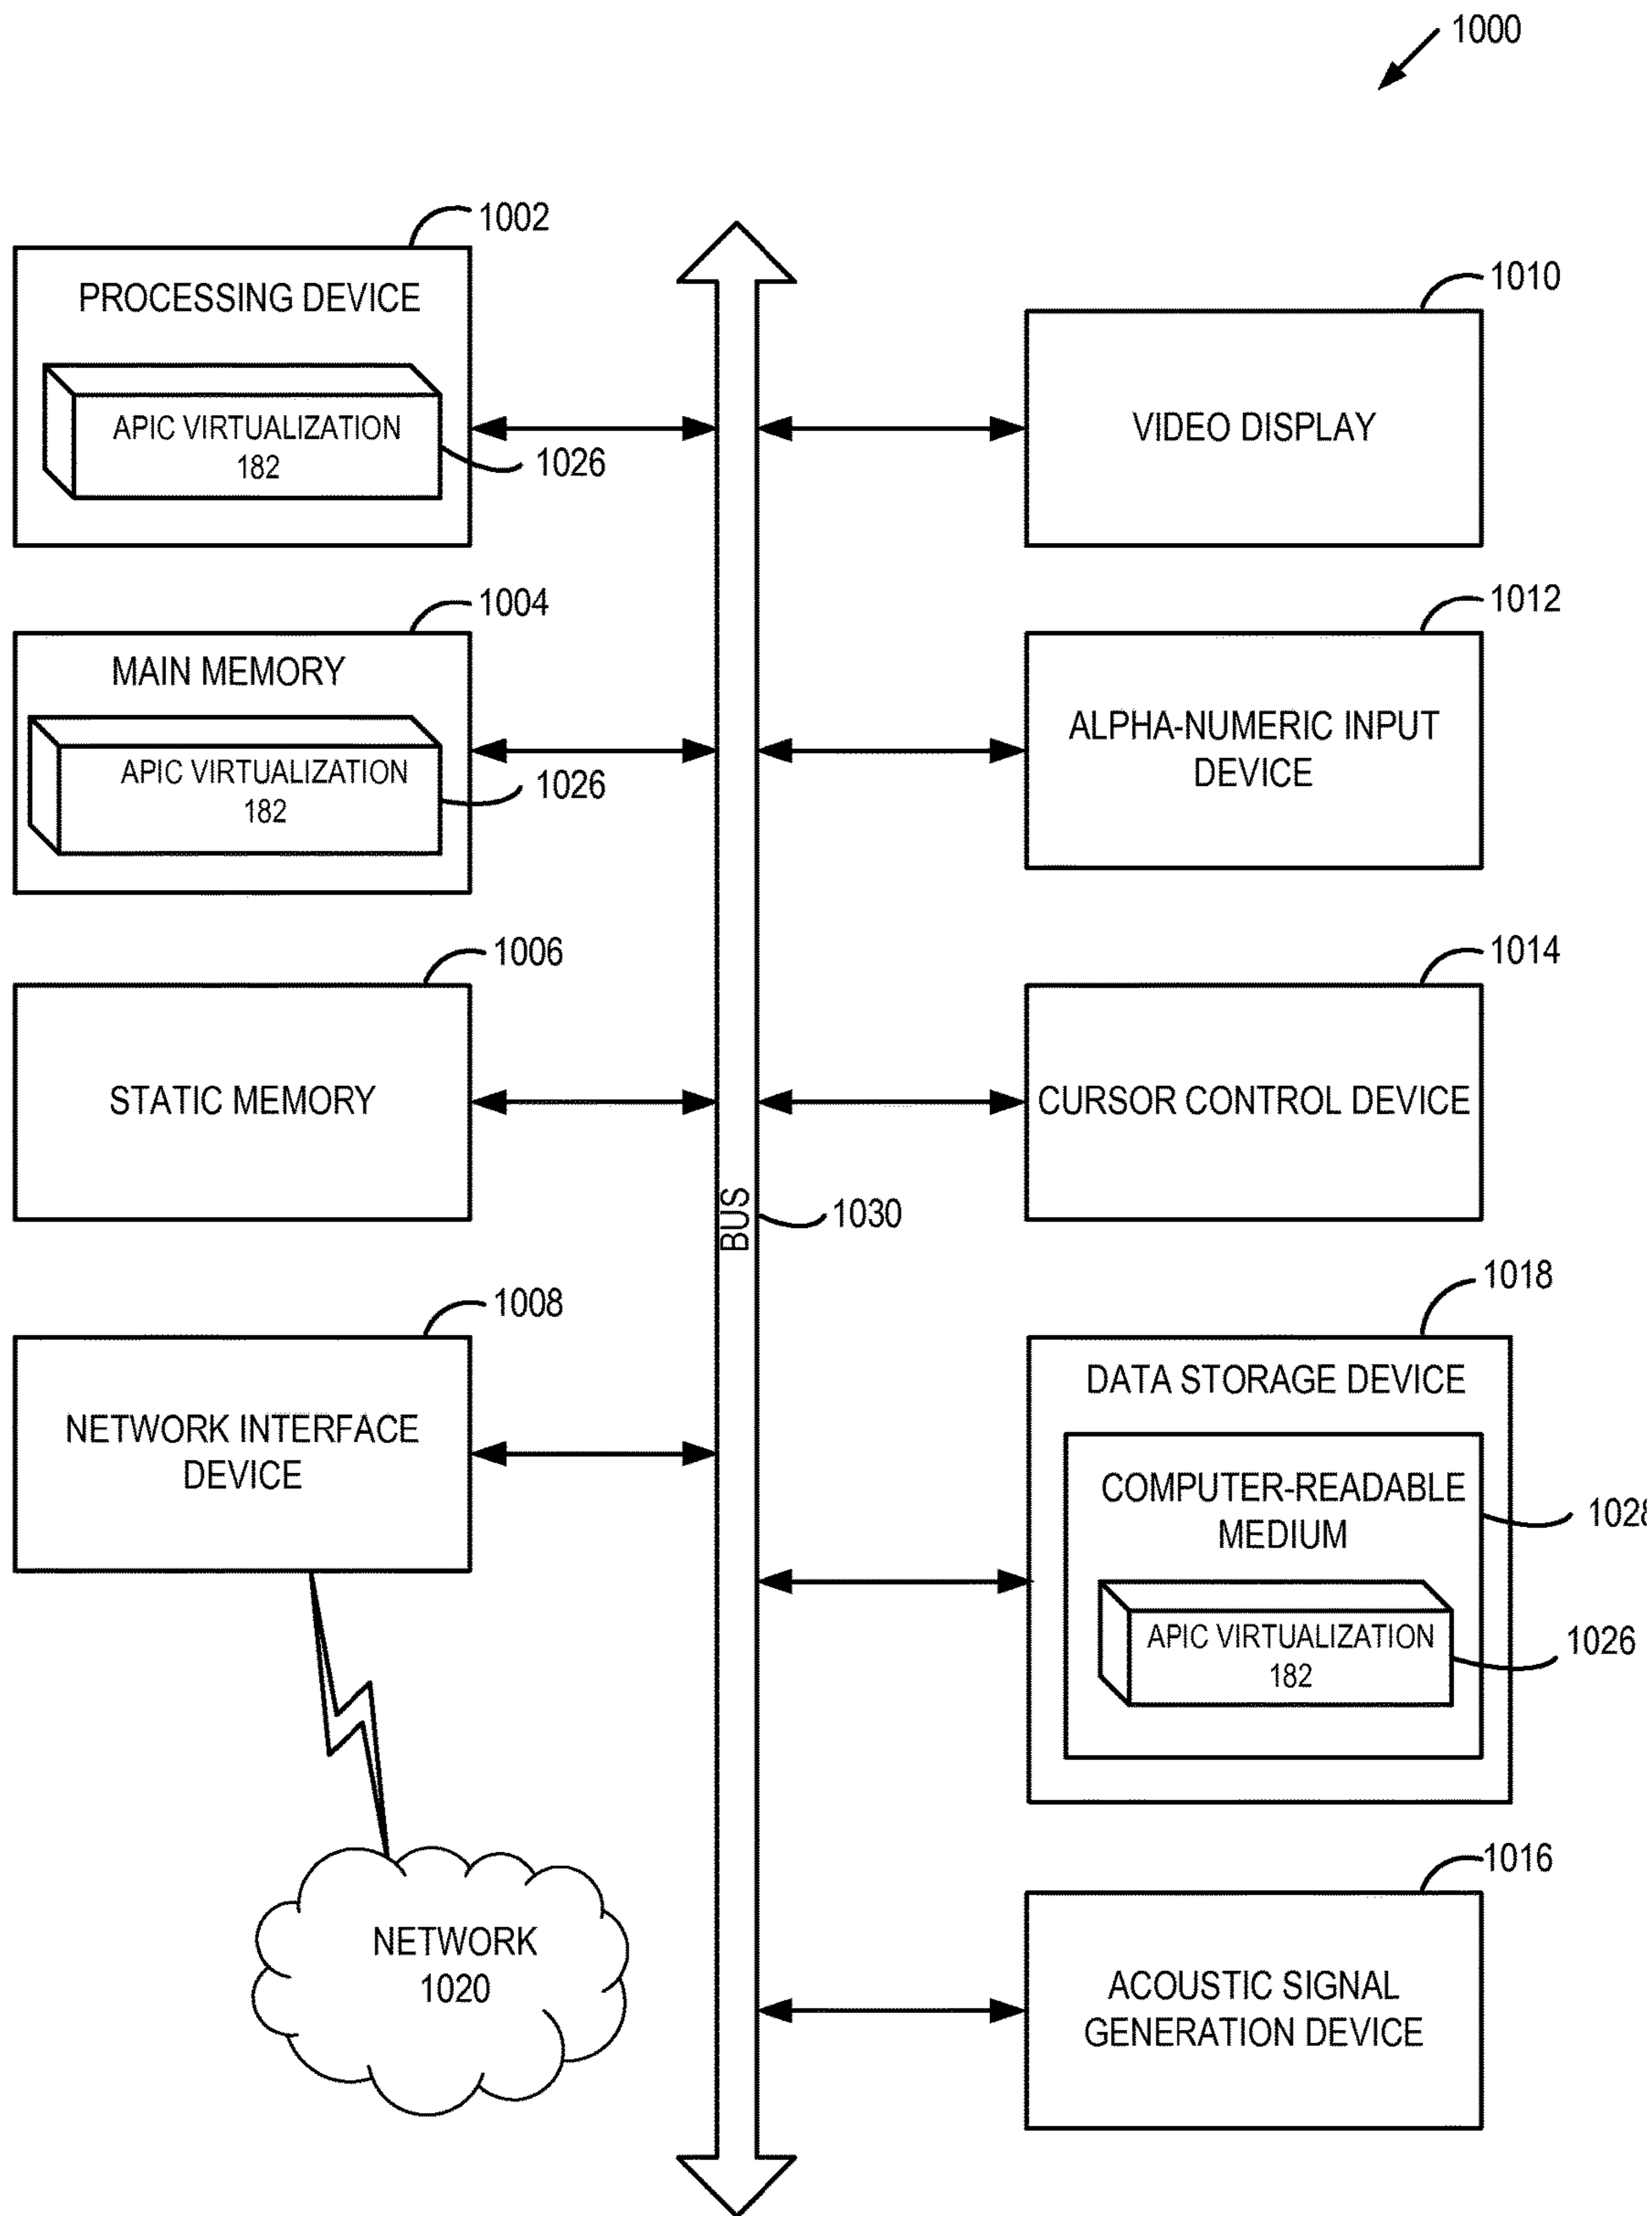 1000
1002
PROCESSING DEVICE
APIC VIRTUALIZATION
182
1026
1004
MAIN MEMORY
APIC VIRTUALIZATION
182
1026
1006
STATIC MEMORY
1008
NETWORK INTERFACE
DEVICE
NETWORK
1020
BUS
1030
1010
VIDEO DISPLAY
1012
ALPHA-NUMERIC INPUT
DEVICE
1014
CURSOR CONTROL DEVICE
1018
DATA STORAGE DEVICE
COMPUTER-READABLE
MEDIUM
1028
APIC VIRTUALIZATION
182
1026
1016
ACOUSTIC SIGNAL
GENERATION DEVICE